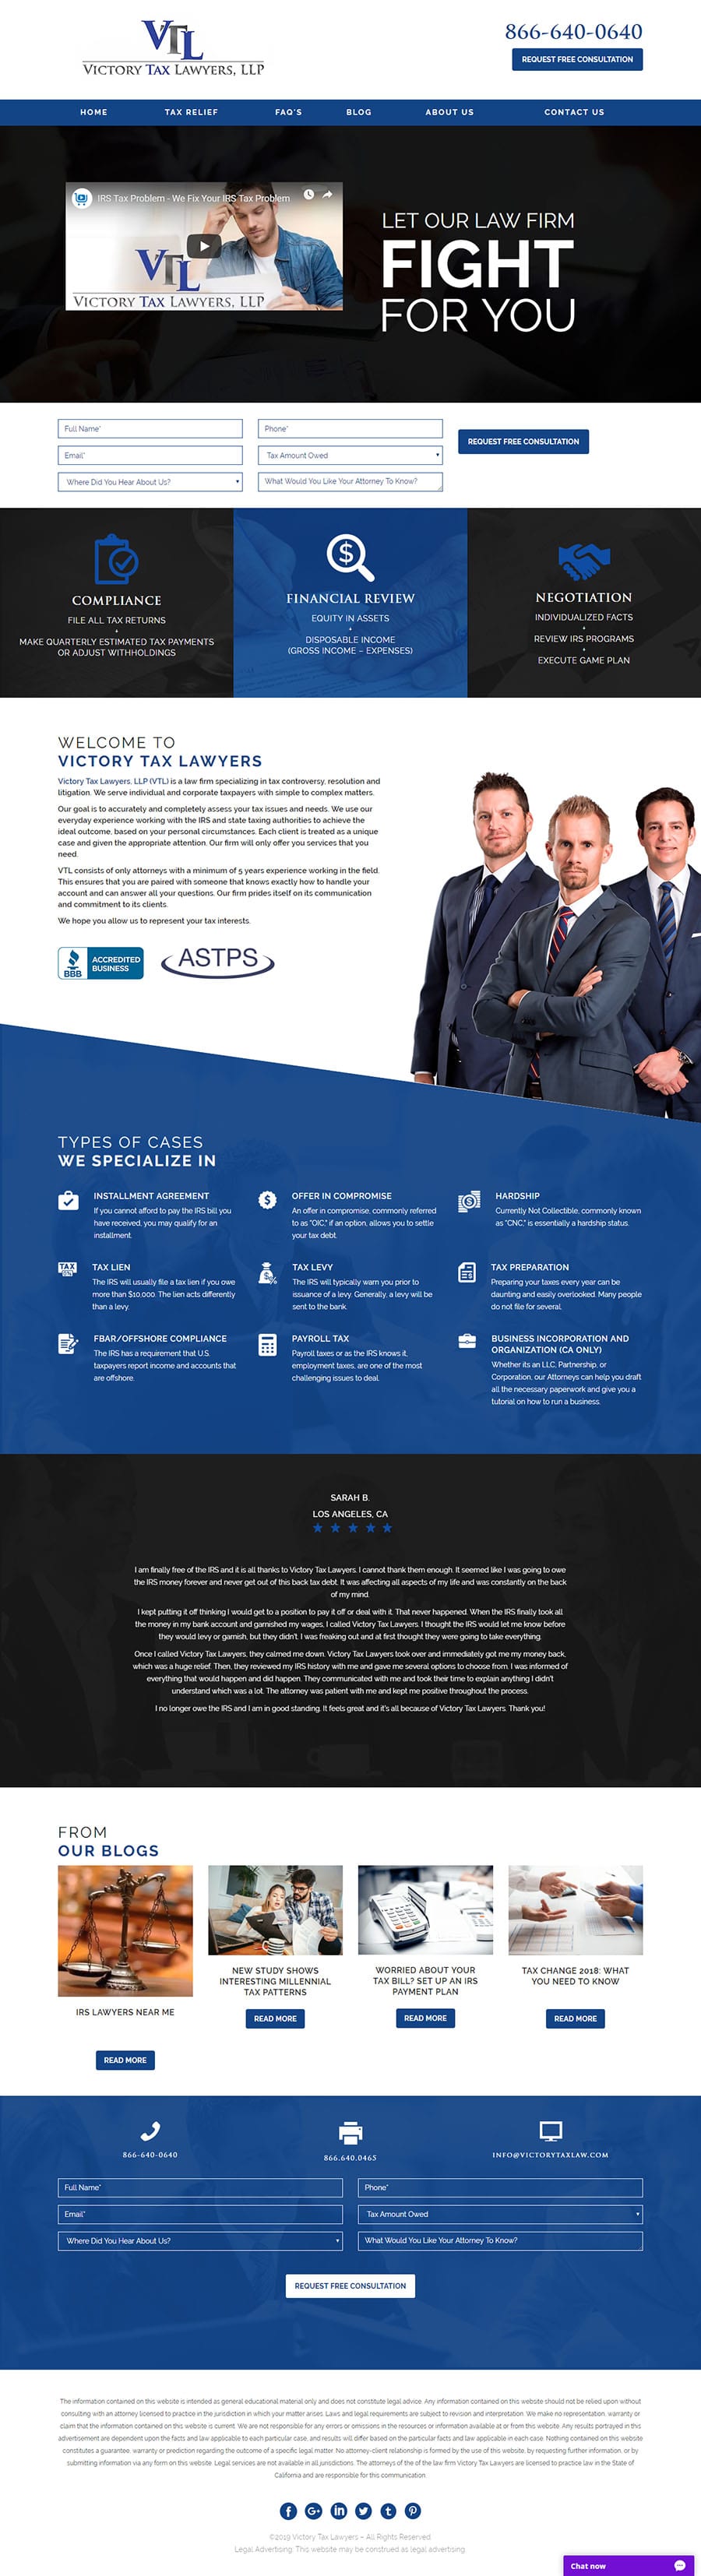 VTL
VICTORY TAX LAWYERS, LLP
866-640-0640
REQUEST FREE CONSULTATION
HOME TAX RELIEF FAQ'S BLOG ABOUT US CONTACT US
IRS Tax Problem - We Fix Your IRS Tax Problem
VTL
VICTORY TAX LAWYERS, LLP
LET OUR LAW FIRM
FIGHT
FOR YOU
Full Name*
Phone*
Email*
Tax Amount Owed
Where Did You Hear About Us?
What Would You Like Your Attorney To Know?
REQUEST FREE CONSULTATION
COMPLIANCE
FILE ALL TAX RETURNS
MAKE QUARTERLY ESTIMATED TAX PAYMENTS
OR ADJUST WITHHOLDINGS
FINANCIAL REVIEW
EQUITY IN ASSETS
DISPOSABLE INCOME
(GROSS INCOME – EXPENSES)
NEGOTIATION
INDIVIDUALIZED FACTS
REVIEW IRS PROGRAMS
EXECUTE GAME PLAN
WELCOME TO
VICTORY TAX LAWYERS
Victory Tax Lawyers, LLP (VTL) is a law firm specializing in tax controversy, resolution and
litigation. We serve individual and corporate taxpayers with simple to complex matters.
Our goal is to accurately and completely assess your tax issues and needs. We use our
everyday experience working with the IRS and state taxing authorities to achieve the
ideal outcome, based on your personal circumstances. Each client is treated as a unique
case and given the appropriate attention. Our firm will only offer you services that you
need.
VTL consists of only attorneys with a minimum of 5 years experience working in the field.
This ensures that you are paired with someone that knows exactly how to handle your
account and can answer all your questions. Our firm prides itself on its communication
and commitment to its clients.
We hope you allow us to represent your tax interests.
BBB
ACCREDITED
BUSINESS
ASTPS
TYPES OF CASES
WE SPECIALIZE IN
INSTALLMENT AGREEMENT
If you cannot afford to pay the IRS bill you
have received, you may qualify for an
installment.
OFFER IN COMPROMISE
An offer in compromise, commonly referred
to as "OIC," if an option, allows you to settle
your tax debt.
HARDSHIP
Currently Not Collectible, commonly known
as "CNC," is essentially a hardship status.
TAX
TAX LIEN
The IRS will usually file a tax lien if you owe
more than $10,000. The lien acts differently
than a levy.
TAX LEVY
The IRS will typically warn you prior to
issuance of a levy. Generally, a levy will be
sent to the bank.
TAX PREPARATION
Preparing your taxes every year can be
daunting and easily overlooked. Many people
do not file for several.
FBAR/OFFSHORE COMPLIANCE
The IRS has a requirement that U.S.
taxpayers report income and accounts that
are offshore.
PAYROLL TAX
Payroll taxes or as the IRS knows it,
employment taxes, are one of the most
challenging issues to deal.
BUSINESS INCORPORATION AND
ORGANIZATION (CA ONLY)
Whether its an LLC, Partnership, or
Corporation, our Attorneys can help you draft
all the necessary paperwork and give you a
tutorial on how to run a business.
SARAH B.
LOS ANGELES, CA
I am finally free of the IRS and it is all thanks to Victory Tax Lawyers. I cannot thank them enough. It seemed like I was going to owe
the IRS money forever and never get out of this back tax debt. It was affecting all aspects of my life and was constantly on the back
of my mind.
I kept putting it off thinking I would get to a position to pay it off or deal with it. That never happened. When the IRS finally took all
the money in my bank account and garnished my wages, I called Victory Tax Lawyers. I thought the IRS would let me know before
they would levy or garnish, but they didn't. I was freaking out and at first thought they were going to take everything.
Once I called Victory Tax Lawyers, they calmed me down. Victory Tax Lawyers took over and immediately got me my money back,
which was a huge relief. Then, they reviewed my IRS history with me and gave me several options to choose from. I was informed of
everything that would happen and did happen. They communicated with me and took their time to explain anything I didn't
understand which was a lot. The attorney was patient with me and kept me positive throughout the process.
I no longer owe the IRS and I am in good standing. It feels great and it's all because of Victory Tax Lawyers. Thank you!
FROM
OUR BLOGS
IRS LAWYERS NEAR ME
READ MORE
NEW STUDY SHOWS
INTERESTING MILLENNIAL
TAX PATTERNS
READ MORE
WORRIED ABOUT YOUR
TAX BILL? SET UP AN IRS
PAYMENT PLAN
READ MORE
TAX CHANGE 2018: WHAT
YOU NEED TO KNOW
READ MORE
866-640-0640
866.640.0465
INFO@VICTORYTAXLAW.COM
Full Name*
Phone*
Email*
Tax Amount Owed
Where Did You Hear About Us?
What Would You Like Your Attorney To Know?
REQUEST FREE CONSULTATION
The information contained on this website is intended as general educational material only and does not constitute legal advice. Any information contained on this website should not be relied upon without
consulting with an attorney licensed to practice in the jurisdiction in which your matter arises. Laws and legal requirements are subject to revision and interpretation. We make no representation, warranty or
claim that the information contained on this website is current. We are not responsible for any errors or omissions in the resources or information available at or from this website. Any results portrayed in this
advertisement are dependent upon the facts and law applicable to each particular case, and results will differ based on the particular facts and law applicable in each case. Nothing contained on this website
constitutes a guarantee, warranty or prediction regarding the outcome of a specific legal matter. No attorney-client relationship is formed by the use of this website, by requesting further information, or by
submitting information via any form on this website. Legal services are not available in all jurisdictions. The attorneys of the of the law firm Victory Tax Lawyers are licensed to practice law in the State of
California and are responsible for this communication.
©2019 Victory Tax Lawyers – All Rights Reserved
Legal Advertising: This website may be construed as legal advertising
Chat now